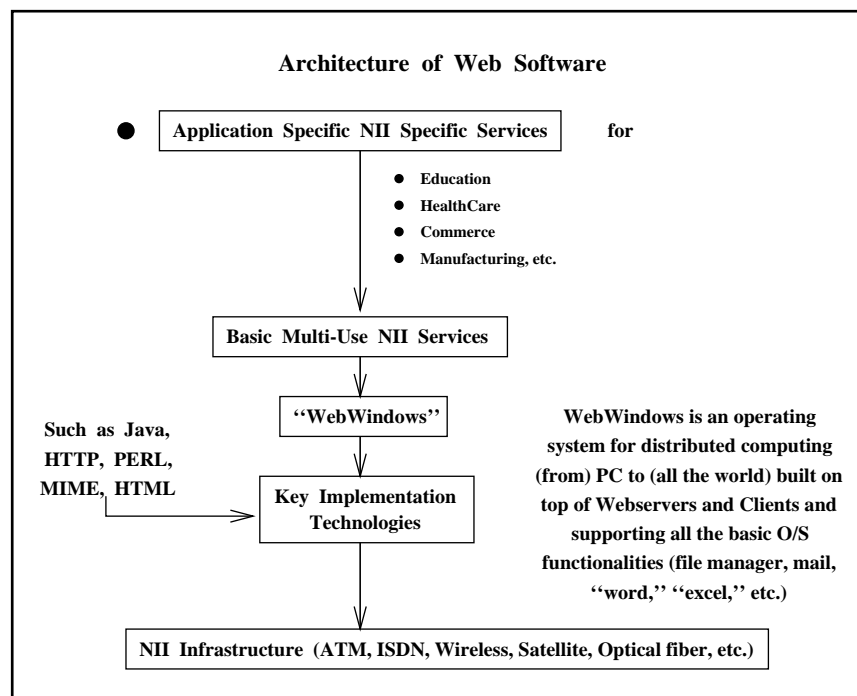 Architecture of Web Software
Application Specific NII Specific Services for
Education
HealthCare
Commerce
Manufacturing, etc.
Basic Multi-Use NII Services
‘‘WebWindows’’
Such as Java,
HTTP, PERL,
MIME, HTML
Key Implementation
Technologies
WebWindows is an operating
system for distributed computing
(from) PC to (all the world) built on
top of Webservers and Clients and
supporting all the basic O/S
functionalities (file manager, mail,
‘‘word,’’ ‘‘excel,’’ etc.)
NII Infrastructure (ATM, ISDN, Wireless, Satellite, Optical fiber, etc.)